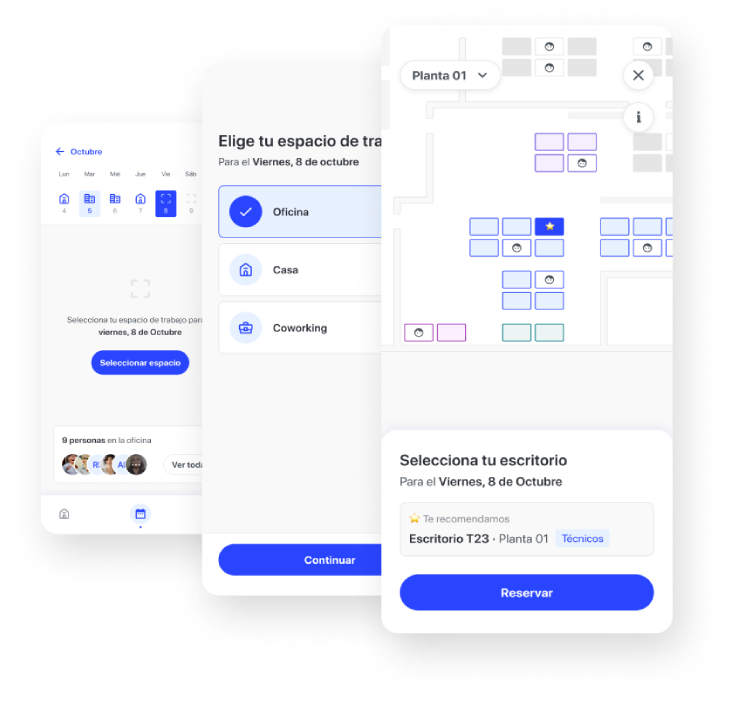 Octubre
Lun Mar Mié Jue Vie Sáb
4 5 6 7 8 9
Selecciona tu espacio de trabajo para
viernes, 8 de Octubre
Seleccionar espacio
9 personas en la oficina
R
Al
Ver toda
Elige tu espacio de tra
Para el Viernes, 8 de octubre
Oficina
Casa
Coworking
Continuar
Planta 01
i
Selecciona tu escritorio
Para el Viernes, 8 de Octubre
Te recomendamos
Escritorio T23 · Planta 01 Técnicos
Reservar